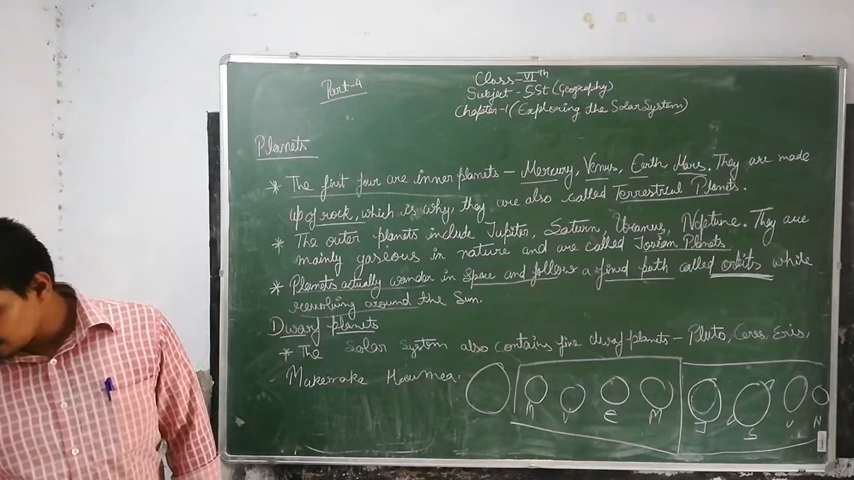 Part-4
Class-VIth
Subject - SSt (Geography)
Chapter-1 (Exploring the Solar System)
Planets
* The first four are inner planets - Mercury, Venus, Earth, Mars. They are made
up of rock, which is why, they are also called Terrestrial Planets.
* The outer planets include Jupiter, Saturn, Uranus, Neptune. They are
mainly gaseous in nature and are called Jovian Planets
* Planets actually wander in space and follows a fixed path called orbits while
revolving around the Sun.
Dwarf planets
* The Solar System also contains five dwarf planets - Pluto, Ceres, Eris,
Makemake Haumea.
M V E M J S U N